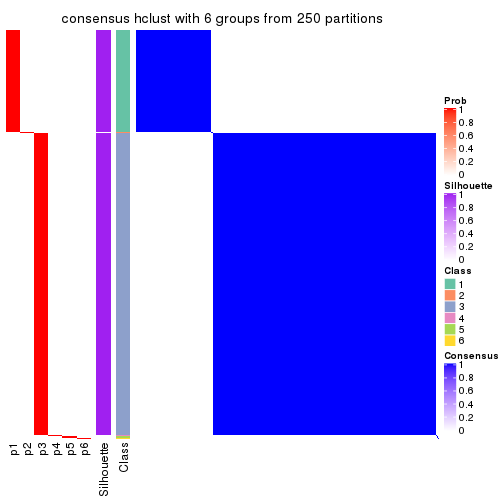 consensus hclust with 6 groups from 250 partitions
Prob
1
0.8
0.6
0.4
0.2
0
Silhouette
1
0.8
0.6
0.4
0.2
0
Class
1
2
3
4
5
6
Consensus
1
0.8
0.6
0.4
0.2
0
p1
p2
p3
p4
p5
p6
Silhouette
Class